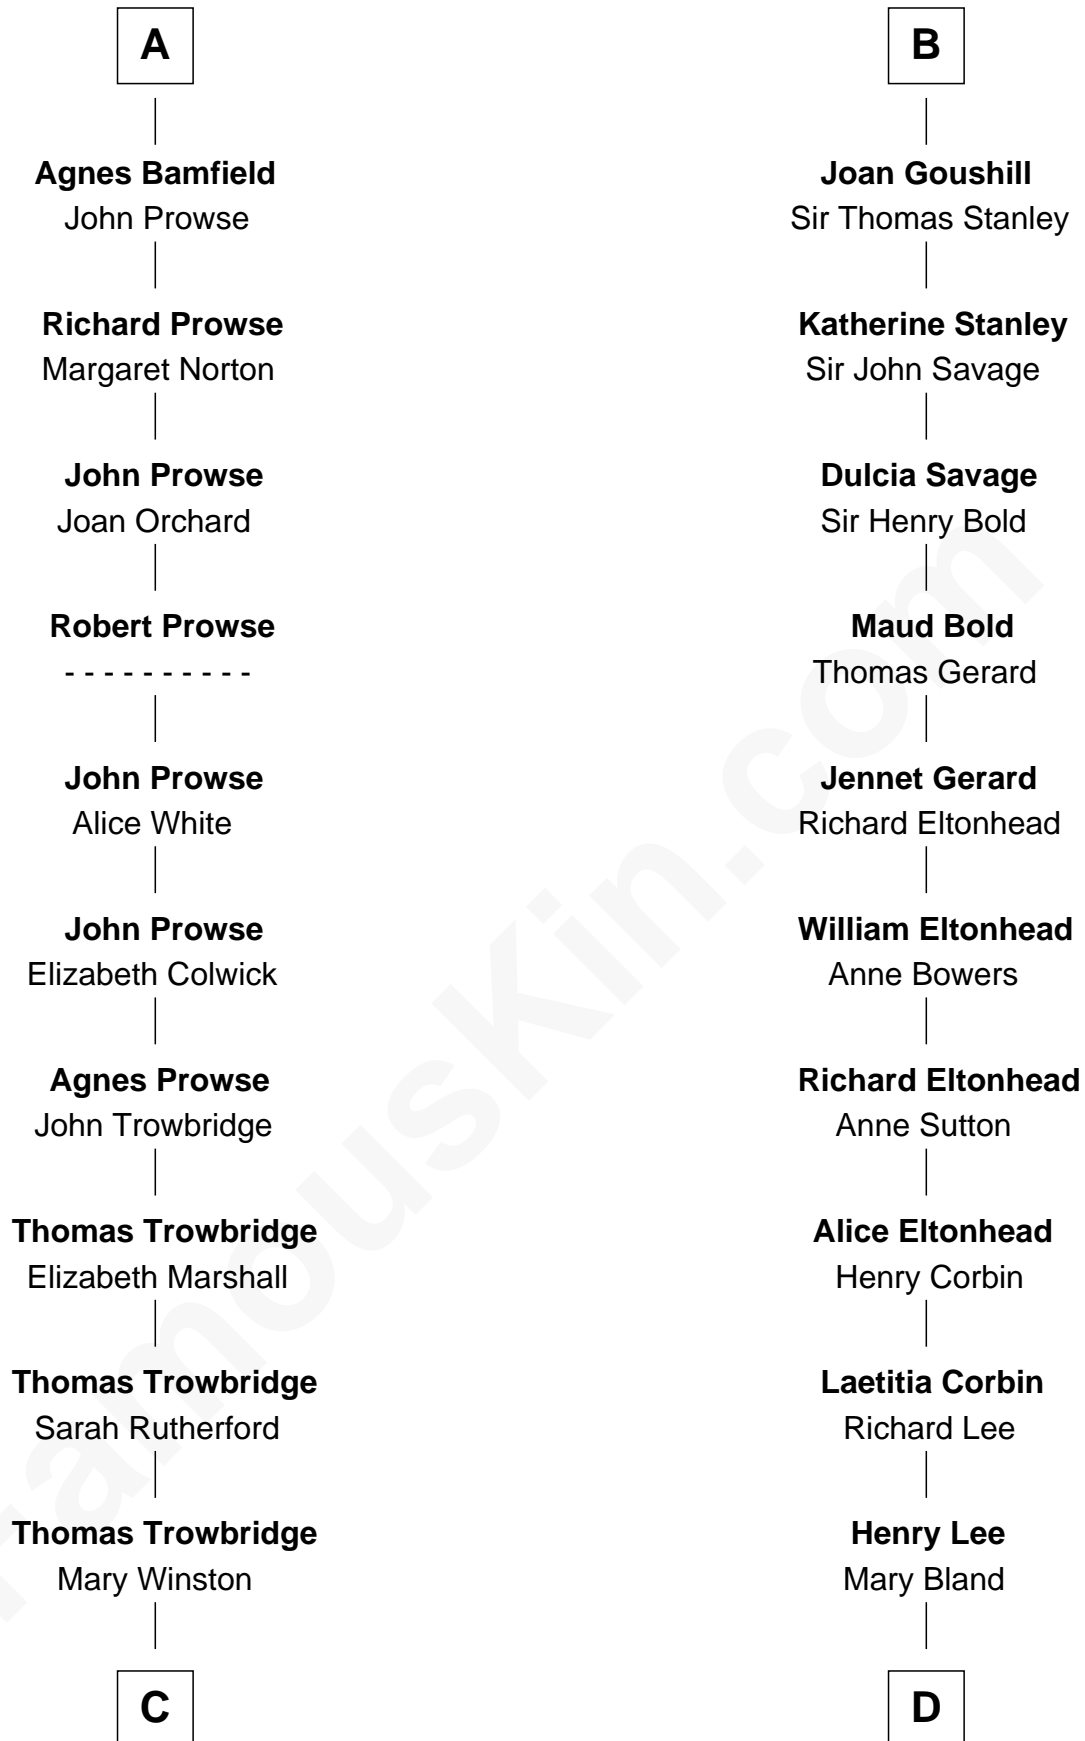 A
Agnes Bamfield
John Prowse
Richard Prowse
Margaret Norton
John Prowse
Joan Orchard
Robert Prowse
- - - - - - - - - -
John Prowse
Alice White
John Prowse
Elizabeth Colwick
Agnes Prowse
John Trowbridge
Thomas Trowbridge
Elizabeth Marshall
Thomas Trowbridge
Sarah Rutherford
Thomas Trowbridge
Mary Winston
C
B
Joan Goushill
Sir Thomas Stanley
Katherine Stanley
Sir John Savage
Dulcia Savage
Sir Henry Bold
Maud Bold
Thomas Gerard
Jennet Gerard
Richard Eltonhead
William Eltonhead
Anne Bowers
Richard Eltonhead
Anne Sutton
Alice Eltonhead
Henry Corbin
Laetitia Corbin
Richard Lee
Henry Lee
Mary Bland
D
FamousKin.com